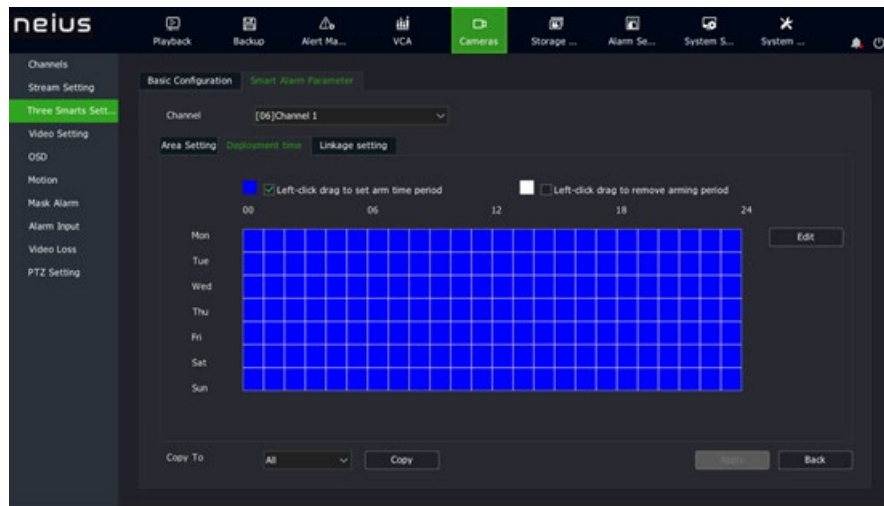 neius
Playback Backup Alert Ma... VCA Cameras Storage ... Alarm Se... System S... System ...
Channels
Stream Setting
Three Smarts Sett...
Video Setting
OSD
Motion
Mask Alarm
Alarm Input
Video Loss
PTZ Setting
Basic Configuration Smart Alarm Parameter
Channel [06]Channel 1
Area Setting Deployment time Linkage setting
Left-click drag to set arm time period Left-click drag to remove arming period
00 06 12 18 24
Mon
Edit
Tue
Wed
Thu
Fri
Sat
Sun
Copy To All Copy Apply Back